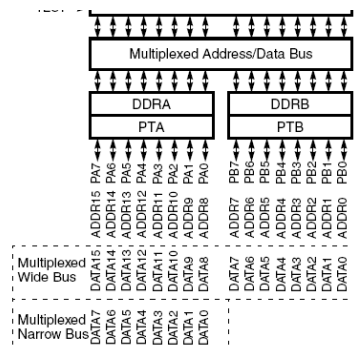 Multiplexed Address/Data Bus
DDRA DDRB
PTA PTB
PA7 PA6 PA5 PA4 PA3 PA2 PA1 PA0 PB7 PB6 PB5 PB4 PB3 PB2 PB1 PB0
ADDR15 ADDR14 ADDR13 ADDR12 ADDR11 ADDR10 ADDR9 ADDR8 ADDR7 ADDR6 ADDR5 ADDR4 ADDR3 ADDR2 ADDR1 ADDR0
Multiplexed
Wide Bus
DATA15 DATA14 DATA13 DATA12 DATA11 DATA10 DATA9 DATA8 DATA7 DATA6 DATA5 DATA4 DATA3 DATA2 DATA1 DATA0
Multiplexed
Narrow Bus
DATA7 DATA6 DATA5 DATA4 DATA3 DATA2 DATA1 DATA0